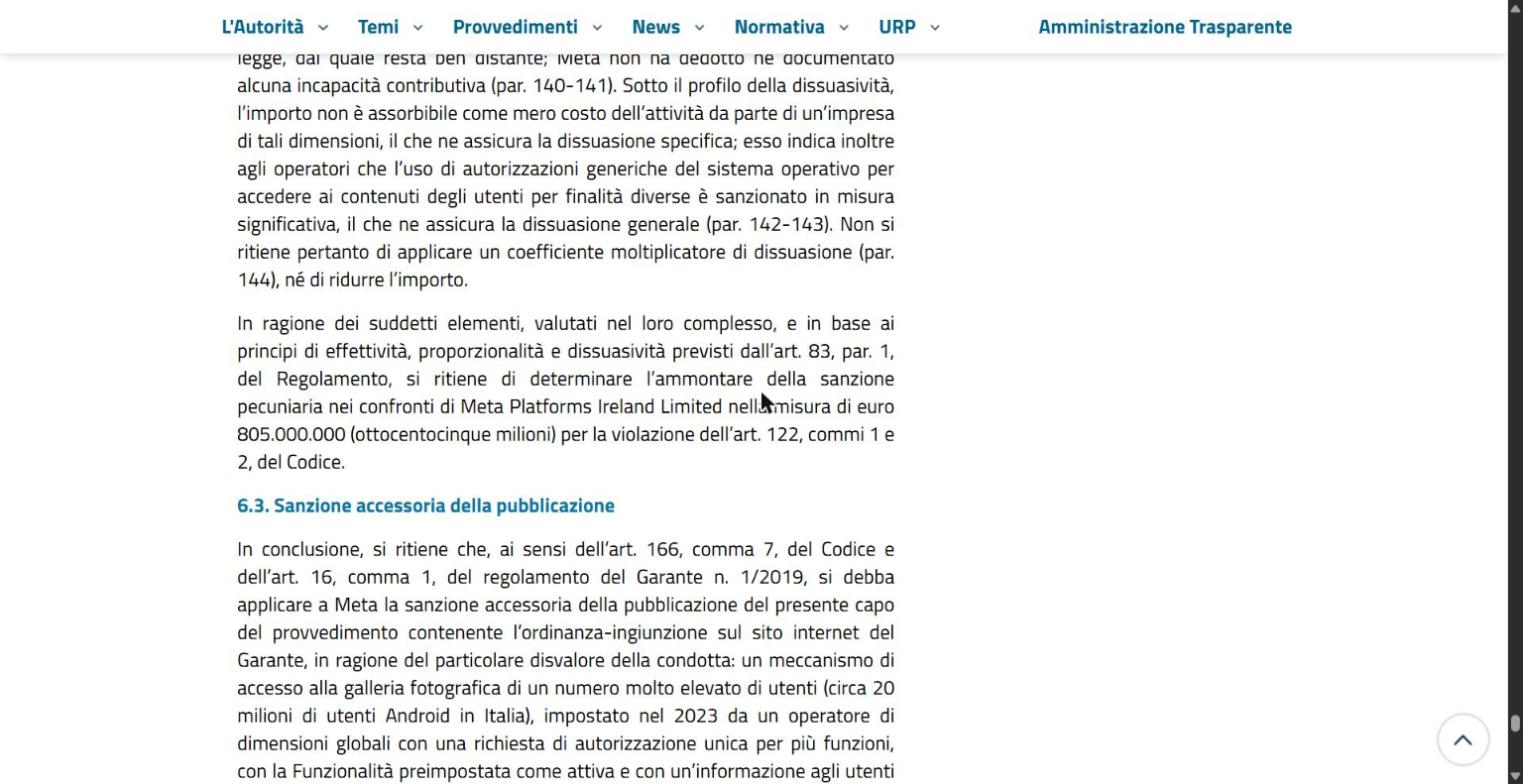 L'Autorità Temi Provvedimenti News Normativa URP Amministrazione Trasparente
legge, dal quale resta ben distante; Meta non ha dedotto né documentato
alcuna incapacità contributiva (par. 140-141). Sotto il profilo della dissuasività,
l’importo non è assorbibile come mero costo dell’attività da parte di un’impresa
di tali dimensioni, il che ne assicura la dissuasione specifica; esso indica inoltre
agli operatori che l’uso di autorizzazioni generiche del sistema operativo per
accedere ai contenuti degli utenti per finalità diverse è sanzionato in misura
significativa, il che ne assicura la dissuasione generale (par. 142-143). Non si
ritiene pertanto di applicare un coefficiente moltiplicatore di dissuasione (par.
144), né di ridurre l’importo.
In ragione dei suddetti elementi, valutati nel loro complesso, e in base ai
principi di effettività, proporzionalità e dissuasività previsti dall’art. 83, par. 1,
del Regolamento, si ritiene di determinare l’ammontare della sanzione
pecuniaria nei confronti di Meta Platforms Ireland Limited nella misura di euro
805.000.000 (ottocentocinque milioni) per la violazione dell’art. 122, commi 1 e
2, del Codice.
6.3. Sanzione accessoria della pubblicazione
In conclusione, si ritiene che, ai sensi dell’art. 166, comma 7, del Codice e
dell’art. 16, comma 1, del regolamento del Garante n. 1/2019, si debba
applicare a Meta la sanzione accessoria della pubblicazione del presente capo
del provvedimento contenente l’ordinanza-ingiunzione sul sito internet del
Garante, in ragione del particolare disvalore della condotta: un meccanismo di
accesso alla galleria fotografica di un numero molto elevato di utenti (circa 20
milioni di utenti Android in Italia), impostato nel 2023 da un operatore di
dimensioni globali con una richiesta di autorizzazione unica per più funzioni,
con la Funzionalità preimpostata come attiva e con un’informazione agli utenti